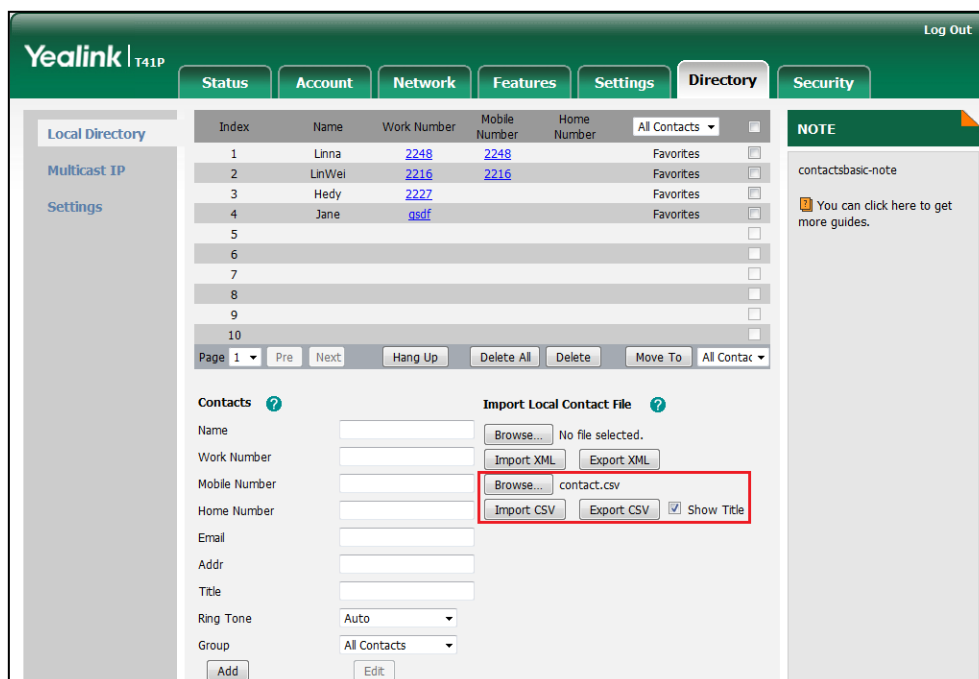 Log Out
Yealink | T41P
Status Account Network Features Settings Directory Security
Local Directory
Multicast IP
Settings
Index Name Work Number Mobile Number Home Number All Contacts
1 Linna 2248 2248 Favorites
2 LinWei 2216 2216 Favorites
3 Hedy 2227 Favorites
4 Jane qsdf Favorites
5
6
7
8
9
10
Page 1 Pre Next Hang Up Delete All Delete Move To All Contac
Contacts ?
Name
Work Number
Mobile Number
Home Number
Email
Addr
Title
Ring Tone Auto
Group All Contacts
Add Edit
Import Local Contact File ?
Browse... No file selected.
Import XML Export XML
Browse... contact.csv
Import CSV Export CSV Show Title
NOTE
contactsbasic-note
? You can click here to get
more guides.